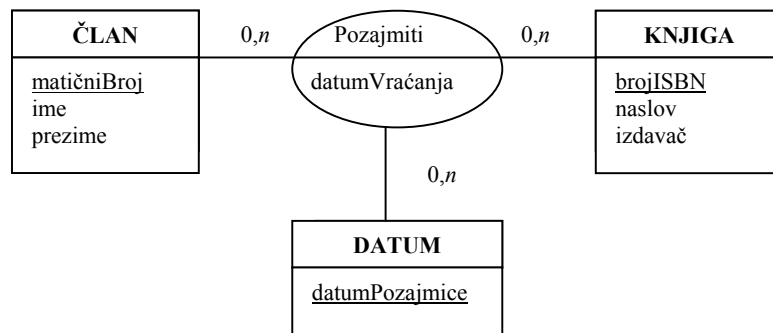 ČLAN
0,n
Pozajmiti
0,n
KNJIGA
matičniBroj
ime
prezime
datumVraćanja
brojISBN
naslov
izdavač
0,n
DATUM
datumPozajmice